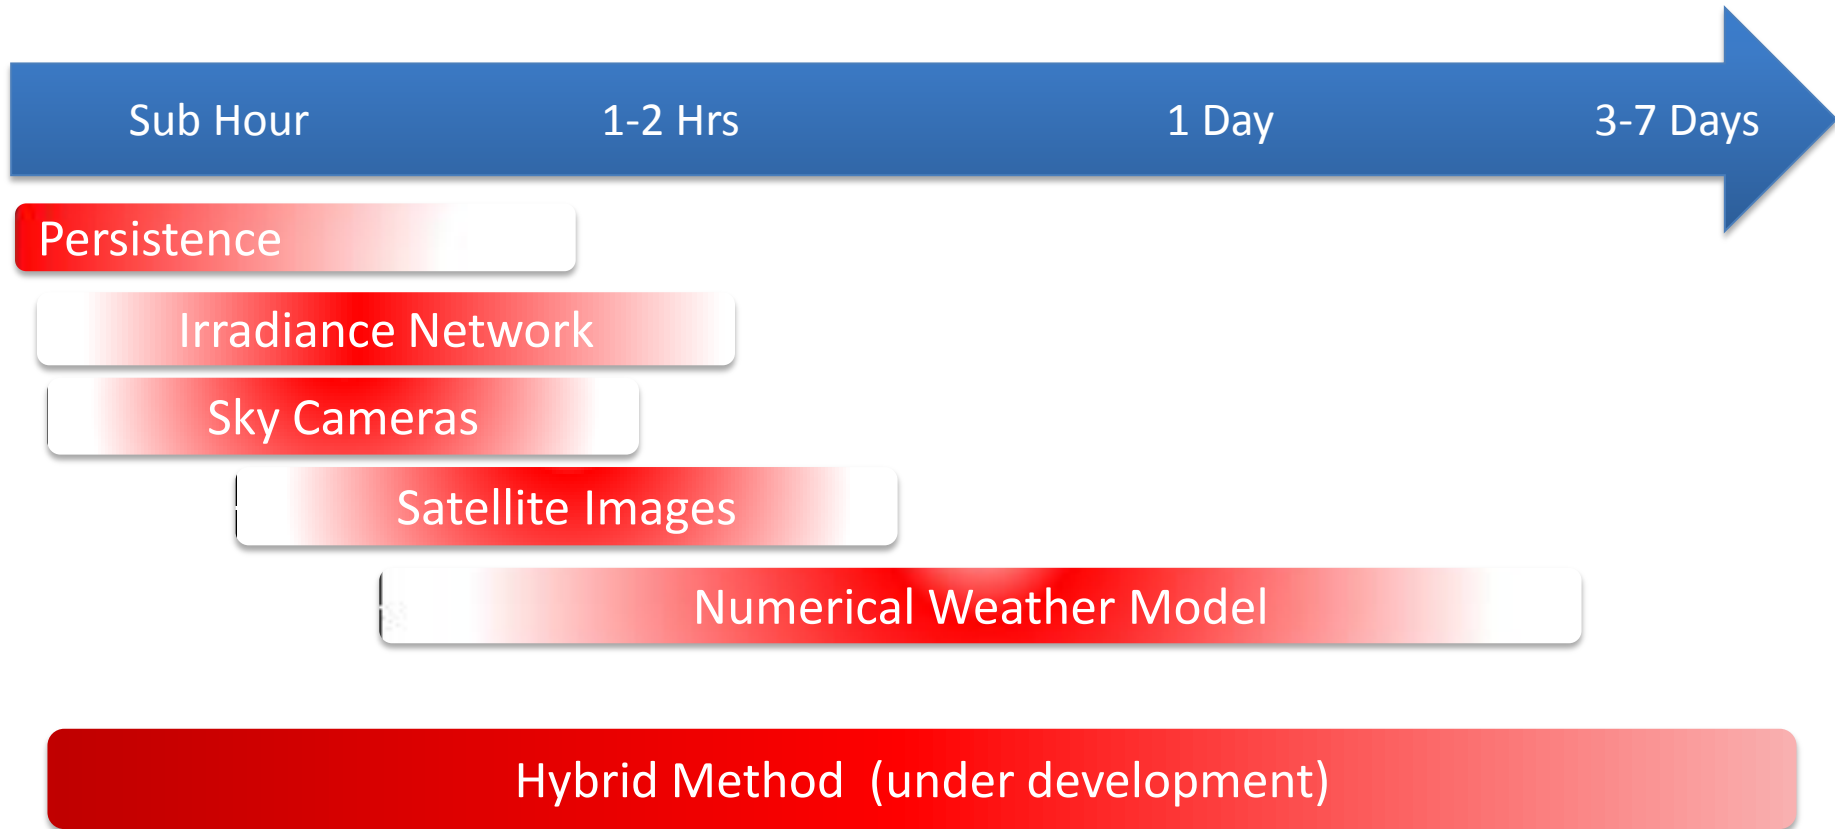 Sub Hour 1-2 Hrs 1 Day 3-7 Days
Persistence
Irradiance Network
Sky Cameras
Satellite Images
Numerical Weather Model
Hybrid Method (under development)